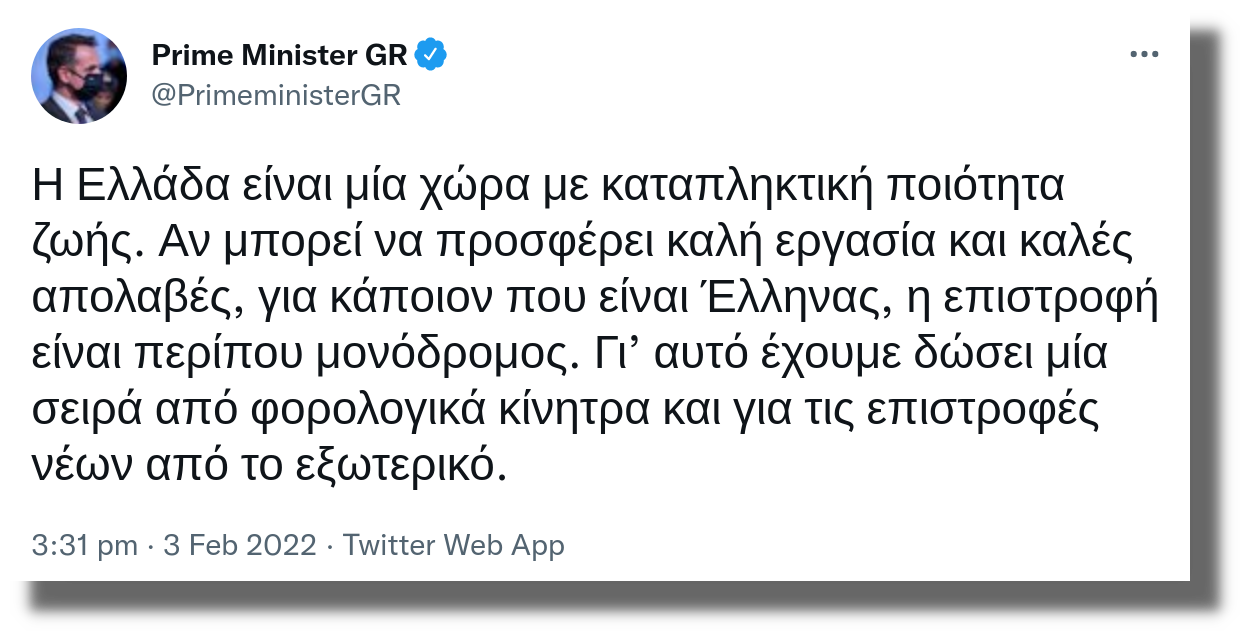 Prime Minister GR
@PrimeministerGR
Η Ελλάδα είναι μία χώρα με καταπληκτική ποιότητα
ζωής. Αν μπορεί να προσφέρει καλή εργασία και καλές
απολαβές, για κάποιον που είναι Έλληνας, η επιστροφή
είναι περίπου μονόδρομος. Γι’ αυτό έχουμε δώσει μία
σειρά από φορολογικά κίνητρα και για τις επιστροφές
νέων από το εξωτερικό.
3:31 pm · 3 Feb 2022 · Twitter Web App